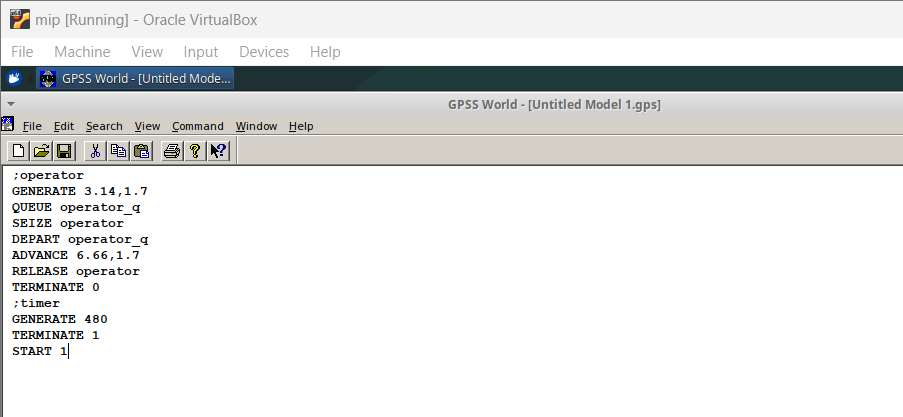 mip [Running] - Oracle VirtualBox
File Machine View Input Devices Help
GPSS World - [Untitled Mode...
GPSS World - [Untitled Model 1.gps]
File Edit Search View Command Window Help
;operator
GENERATE 3.14,1.7
QUEUE operator_q
SEIZE operator
DEPART operator_q
ADVANCE 6.66,1.7
RELEASE operator
TERMINATE 0
;timer
GENERATE 480
TERMINATE 1
START 1